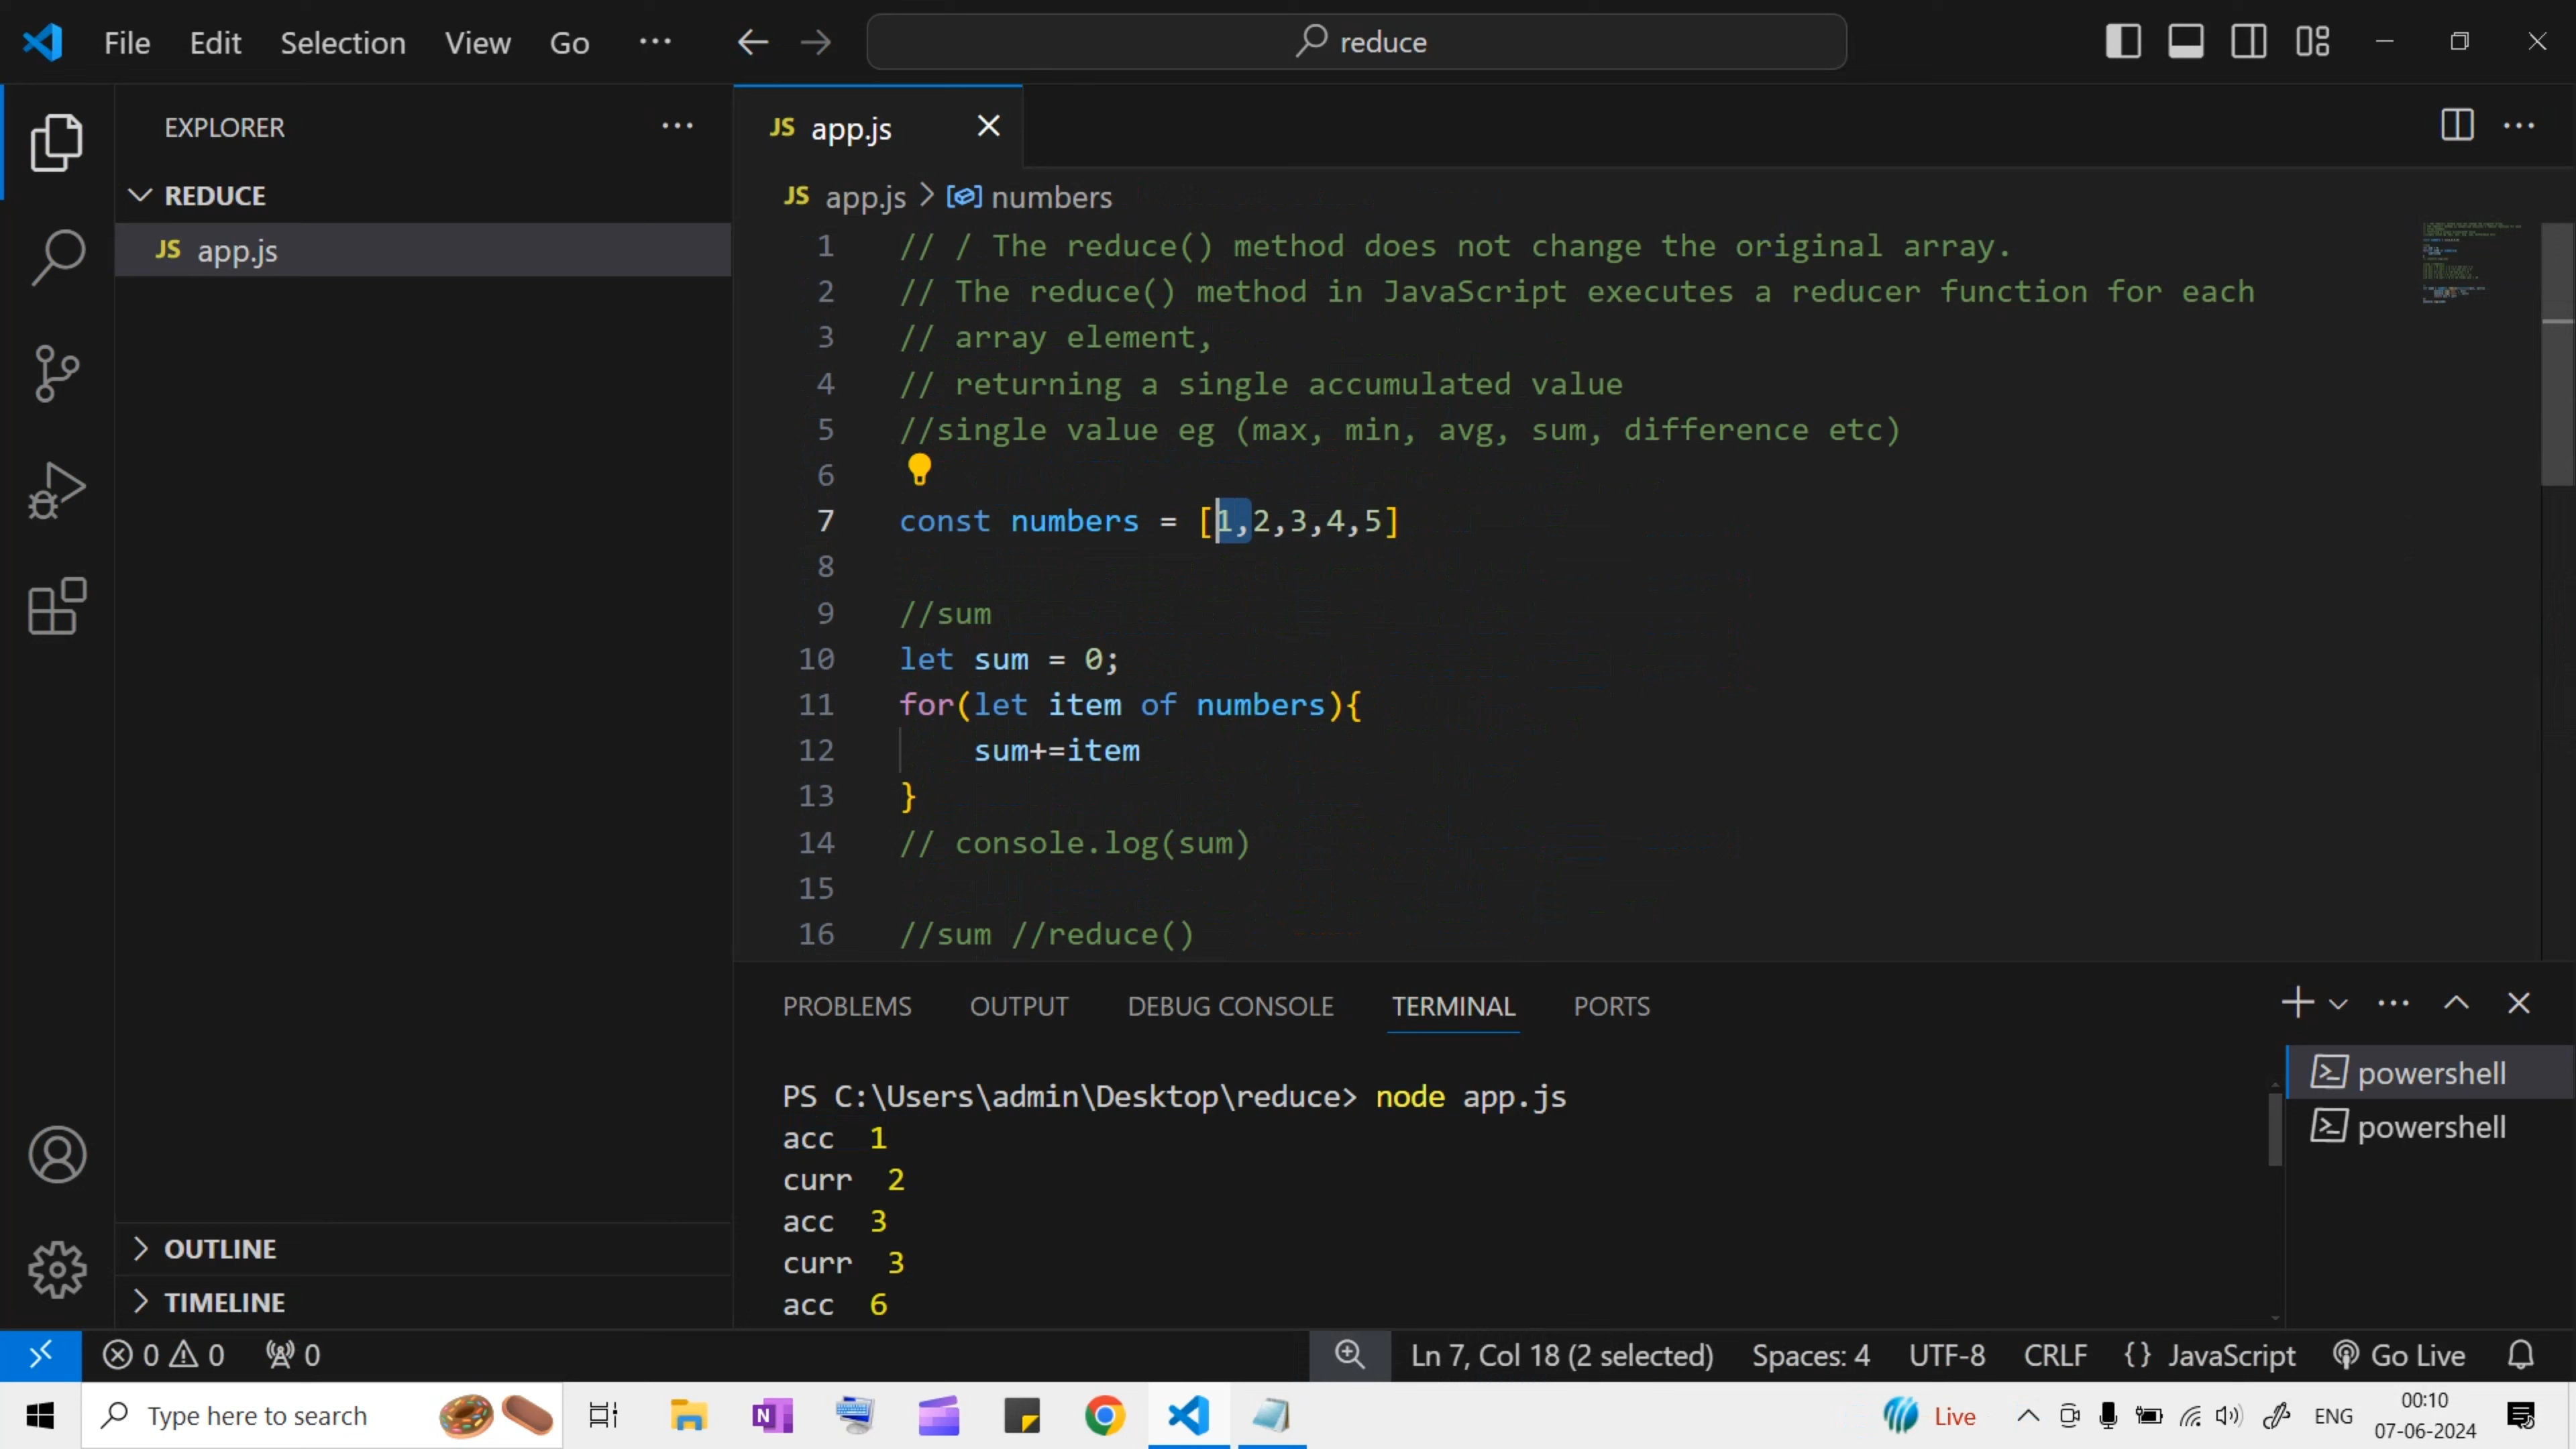 File Edit Selection View Go ··· reduce
EXPLORER ···
REDUCE
JS app.js
JS app.js
JS app.js > numbers
1 // / The reduce() method does not change the original array.
2 // The reduce() method in JavaScript executes a reducer function for each
3 // array element,
4 // returning a single accumulated value
5 //single value eg (max, min, avg, sum, difference etc)
6
7 const numbers = [1,2,3,4,5]
8
9 //sum
10 let sum = 0;
11 for(let item of numbers){
12 sum+=item
13 }
14 // console.log(sum)
15
16 //sum //reduce()
PROBLEMS OUTPUT DEBUG CONSOLE TERMINAL PORTS
PS C:\Users\admin\Desktop\reduce> node app.js
acc 1
curr 2
acc 3
curr 3
acc 6
powershell
powershell
OUTLINE
TIMELINE
0 0 0 Ln 7, Col 18 (2 selected) Spaces: 4 UTF-8 CRLF {} JavaScript Go Live
Type here to search N Live ENG 00:10
07-06-2024